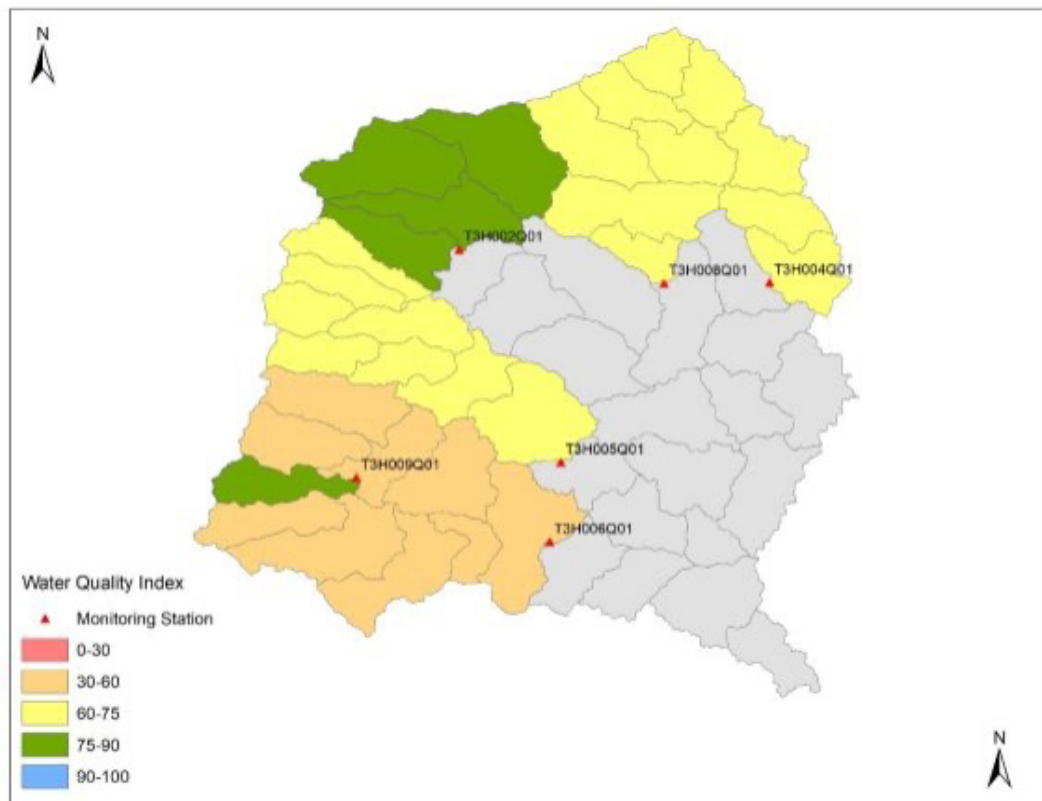 N
T3H002Q01
T3H008Q01
T3H004Q01
T3H005Q01
T3H009Q01
T3H006Q01
Water Quality Index
Monitoring Station
0-30
30-60
60-75
75-90
90-100
N